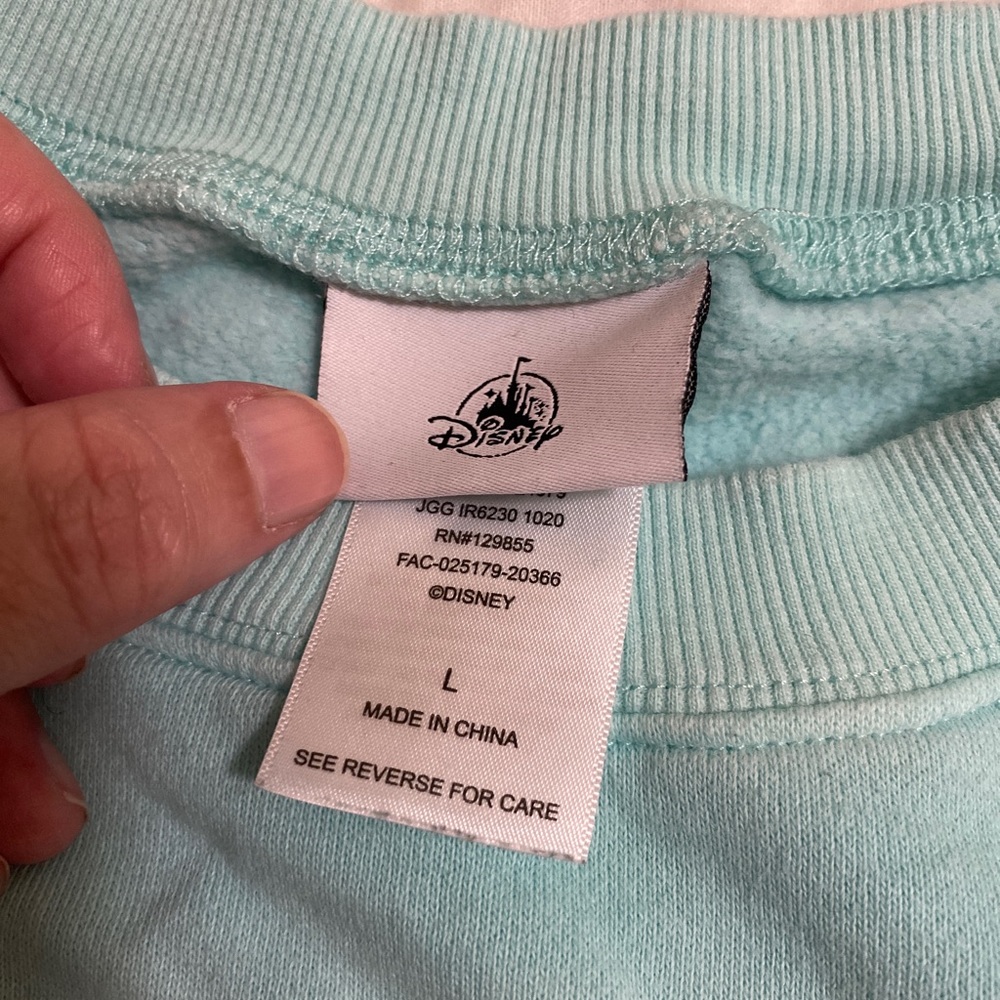 Disney
JGG IR6230 1020
RN#129855
FAC-025179-20366
©DISNEY
L
MADE IN CHINA
SEE REVERSE FOR CARE